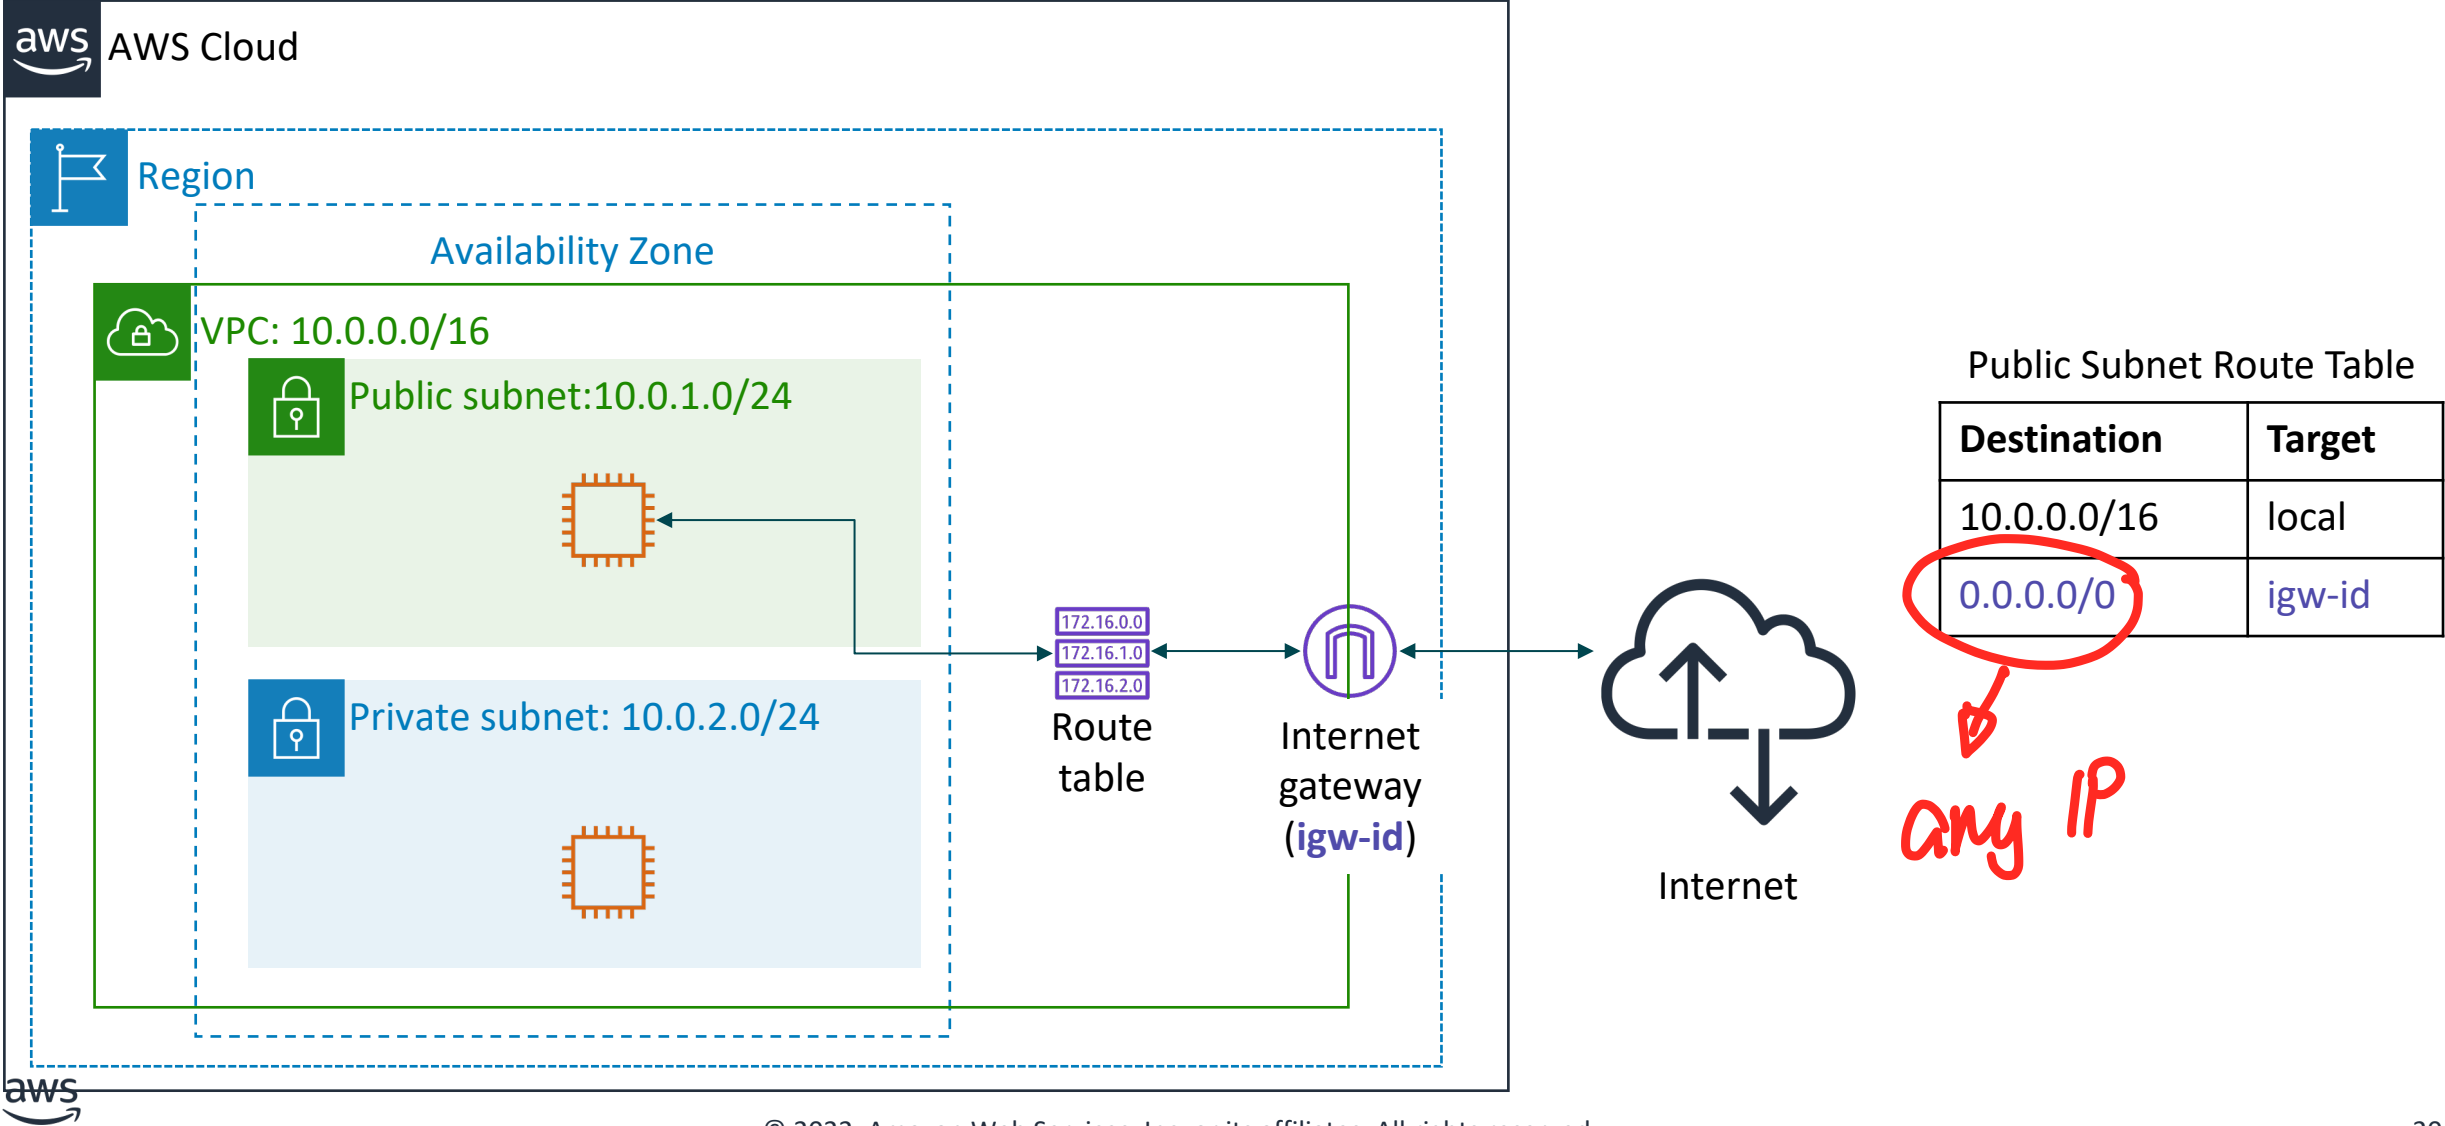 aws
AWS Cloud
Region
Availability Zone
VPC: 10.0.0.0/16
Public subnet:10.0.1.0/24
Private subnet: 10.0.2.0/24
172.16.0.0
172.16.1.0
172.16.2.0
Route
table
Internet
gateway
(igw-id)
Internet
Public Subnet Route Table
Destination Target
10.0.0.0/16 local
0.0.0.0/0 igw-id
any IP
aws